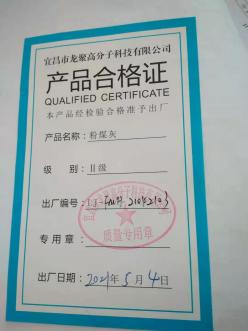 宜昌市龙聚高分子科技有限公司
产品合格证
QUALIFIED CERTIFICATE
本产品经检验合格准予出厂
产品名称：粉煤灰
级　别：Ⅱ级
出厂编号：
21042103
专用章：
质量专用章
出厂日期：2021年5月4日